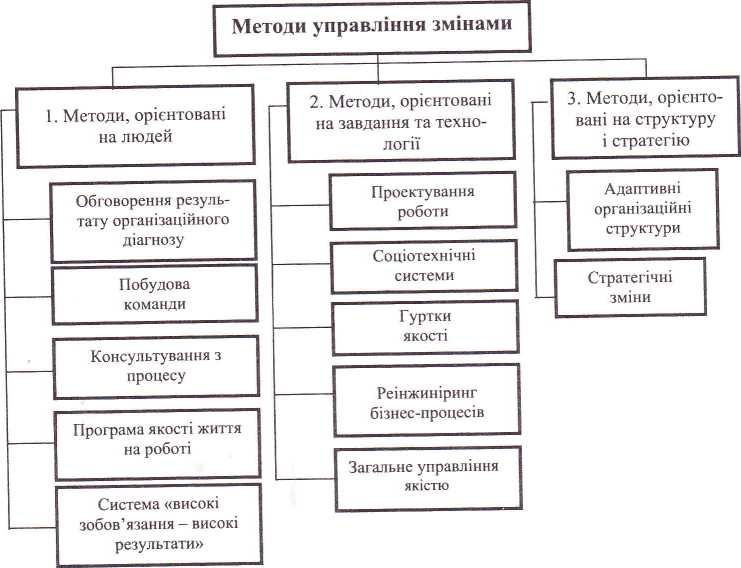 Методи управління змінами
1. Методи, орієнтовані
на людей
Обговорення резуль-
тату організаційного
діагнозу
Побудова
команди
Консультування з
процесу
Програма якості життя
на роботі
Система «високі
зобов’язання – високі
результати»
2. Методи, орієнтовані
на завдання та техно-
логії
Проектування
роботи
Соціотехнічні
системи
Гуртки
якості
Реінжиніринг
бізнес-процесів
Загальне управління
якістю
3. Методи, орієнто-
вані на структуру
і стратегію
Адаптивні
організаційні
структури
Стратегічні
зміни